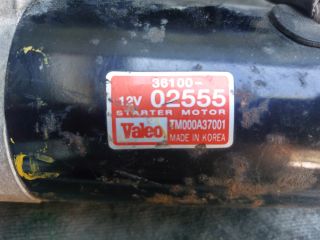 36100-
12V 02555
STARTER MOTOR
Valeo TM000A37001
MADE IN KOREA